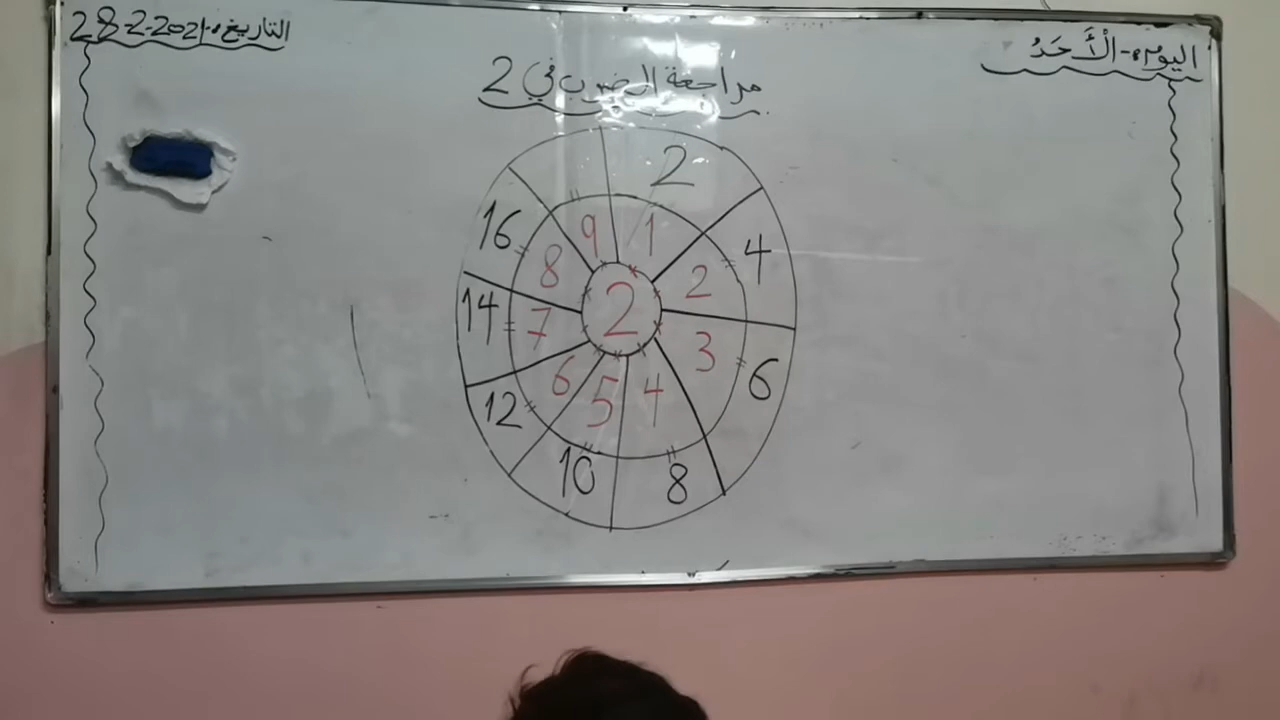 اليوم:- الْأَحَدُ
التاريخ:- 28-2-2021
مراجعة الضرب في 2
2
1 2 3 4 5 6 7 8 9
2 4 6 8 10 12 14 16